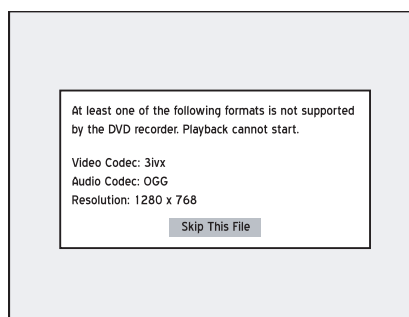 At least one of the following formats is not supported
by the DVD recorder. Playback cannot start.
Video Codec: 3ivx
Audio Codec: OGG
Resolution: 1280 x 768
Skip This File